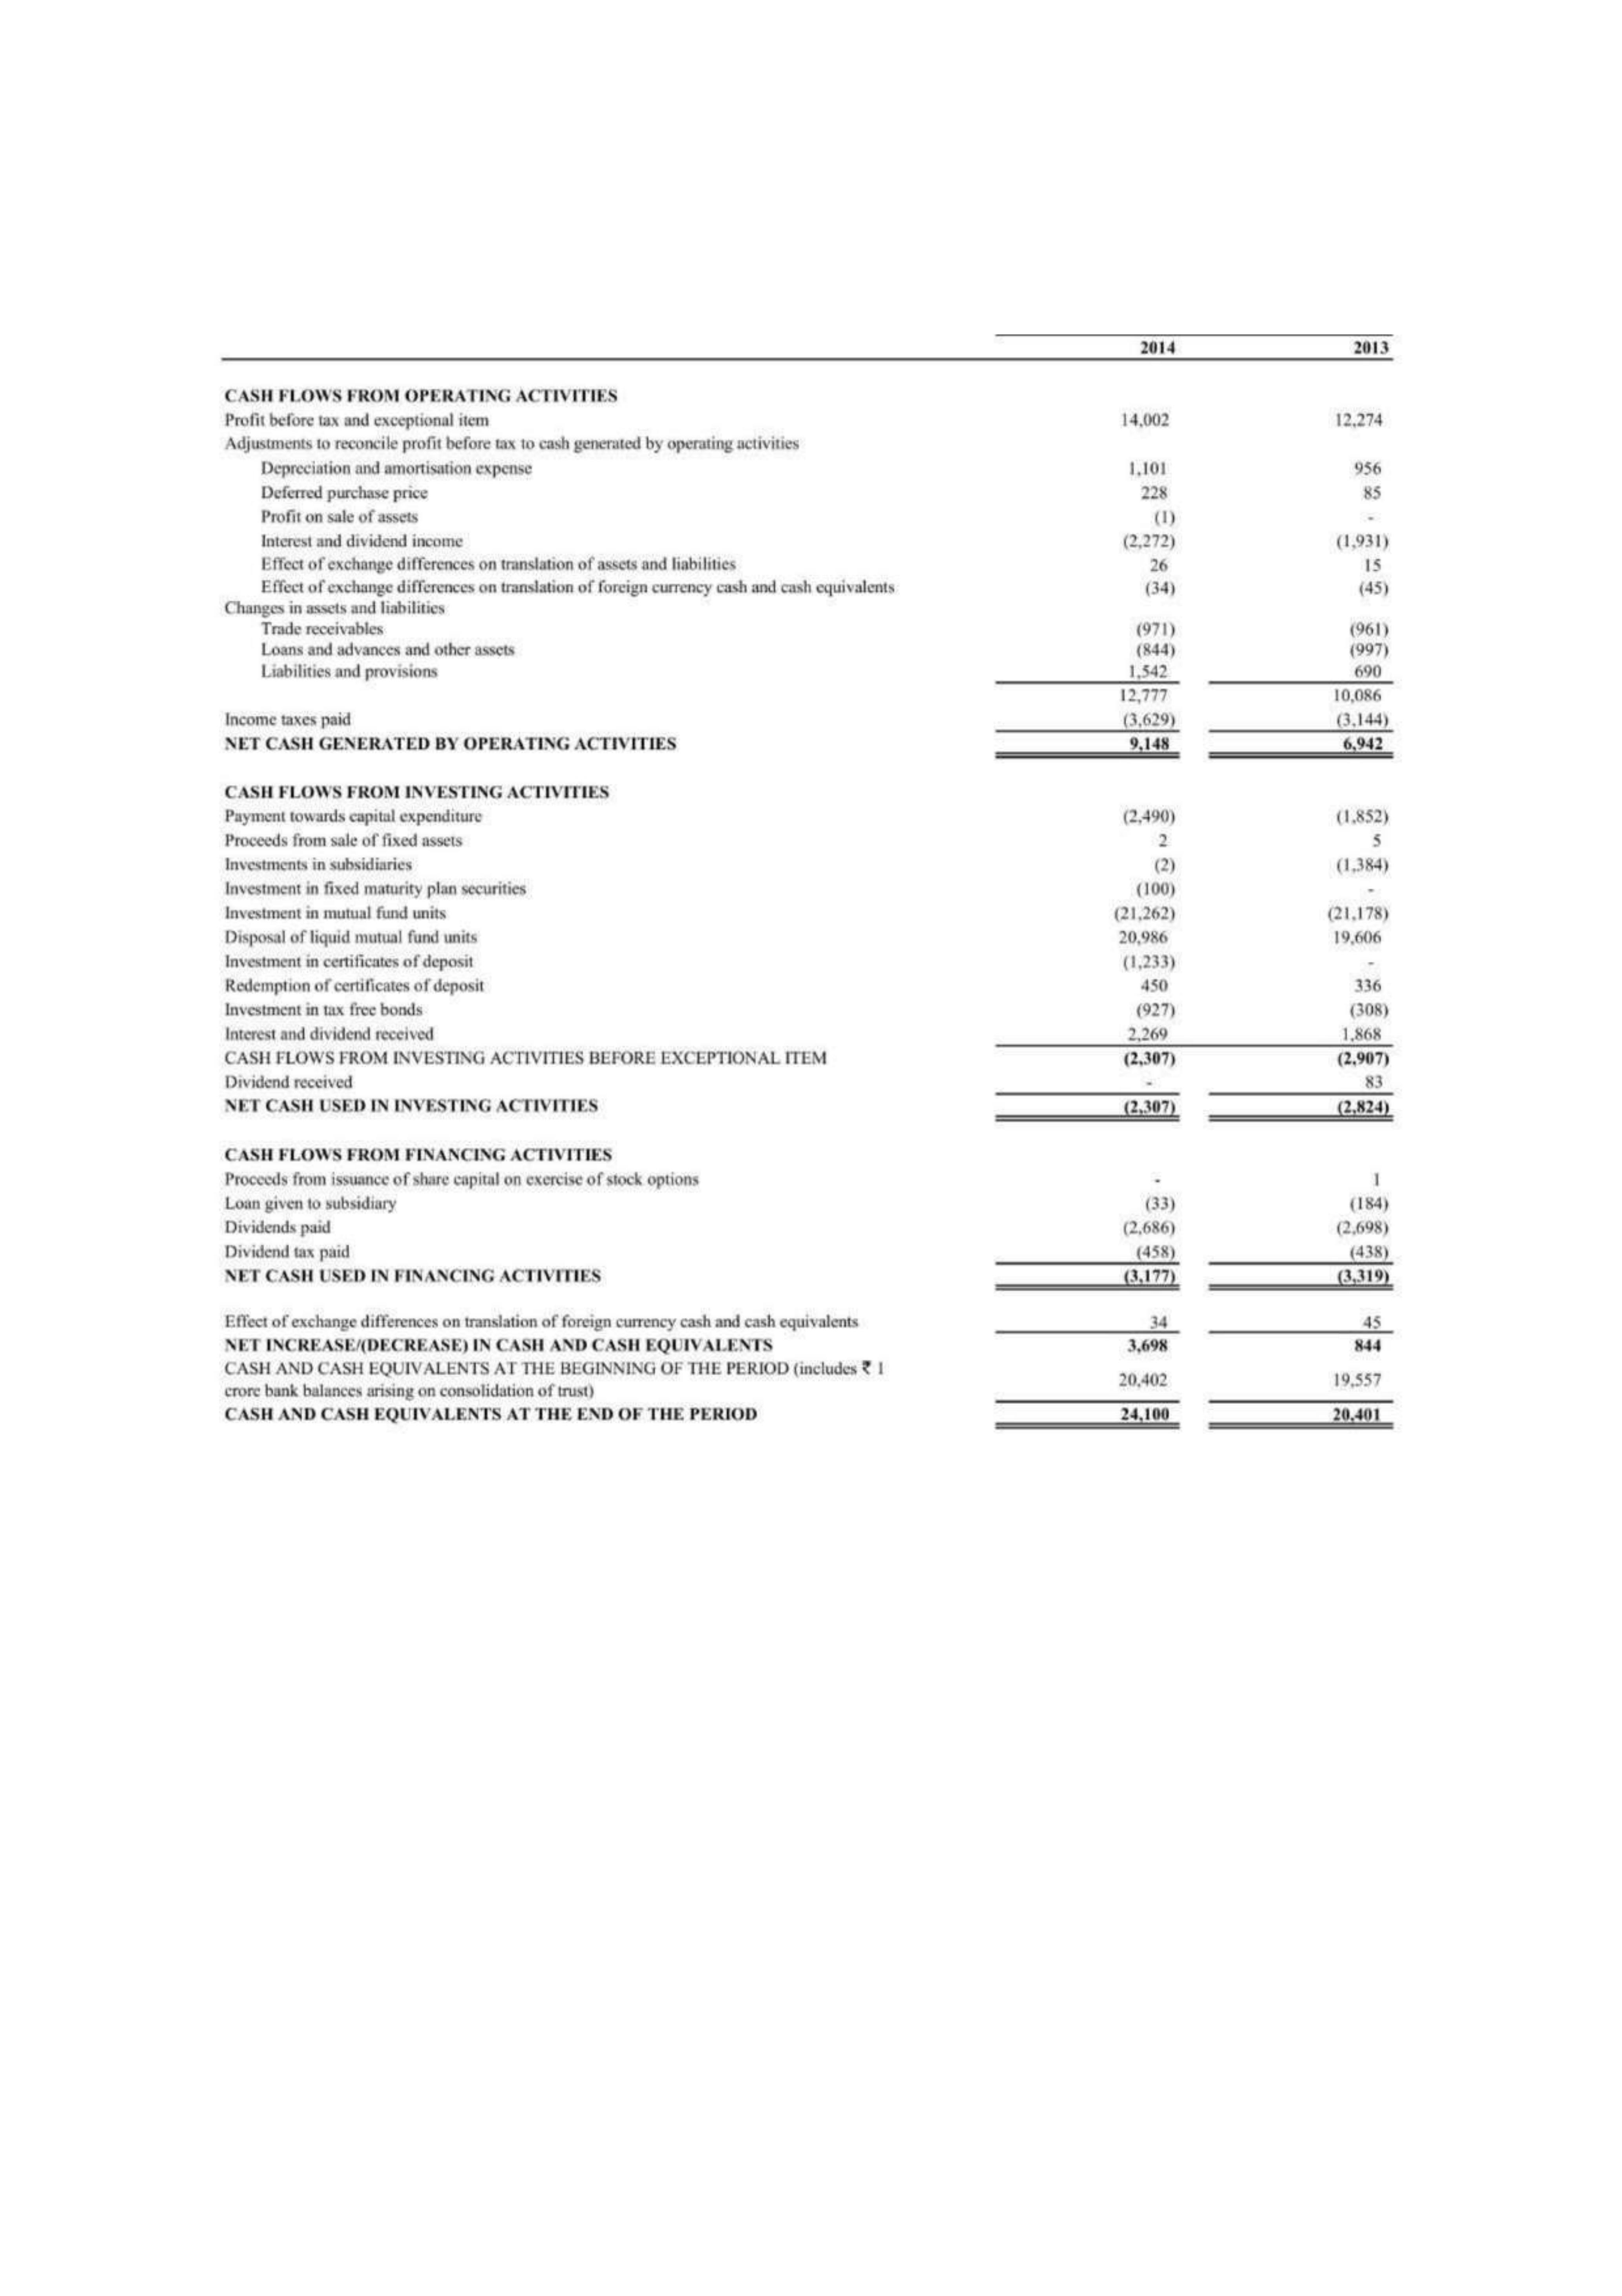 2014 2013
CASH FLOWS FROM OPERATING ACTIVITIES
Profit before tax and exceptional item 14,002 12,274
Adjustments to reconcile profit before tax to cash generated by operating activities
Depreciation and amortisation expense 1,101 956
Deferred purchase price 228 85
Profit on sale of assets (1) -
Interest and dividend income (2,272) (1,931)
Effect of exchange differences on translation of assets and liabilities 26 15
Effect of exchange differences on translation of foreign currency cash and cash equivalents (34) (45)
Changes in assets and liabilities
Trade receivables (971) (961)
Loans and advances and other assets (844) (997)
Liabilities and provisions 1,542 690
12,777 10,086
Income taxes paid (3,629) (3,144)
NET CASH GENERATED BY OPERATING ACTIVITIES 9,148 6,942
CASH FLOWS FROM INVESTING ACTIVITIES
Payment towards capital expenditure (2,490) (1,852)
Proceeds from sale of fixed assets 2 5
Investments in subsidiaries (2) (1,384)
Investment in fixed maturity plan securities (100) -
Investment in mutual fund units (21,262) (21,178)
Disposal of liquid mutual fund units 20,986 19,606
Investment in certificates of deposit (1,233) -
Redemption of certificates of deposit 450 336
Investment in tax free bonds (927) (308)
Interest and dividend received 2,269 1,868
CASH FLOWS FROM INVESTING ACTIVITIES BEFORE EXCEPTIONAL ITEM (2,307) (2,907)
Dividend received - 83
NET CASH USED IN INVESTING ACTIVITIES (2,307) (2,824)
CASH FLOWS FROM FINANCING ACTIVITIES
Proceeds from issuance of share capital on exercise of stock options - 1
Loan given to subsidiary (33) (184)
Dividends paid (2,686) (2,698)
Dividend tax paid (458) (438)
NET CASH USED IN FINANCING ACTIVITIES (3,177) (3,319)
Effect of exchange differences on translation of foreign currency cash and cash equivalents 34 45
NET INCREASE/(DECREASE) IN CASH AND CASH EQUIVALENTS 3,698 844
CASH AND CASH EQUIVALENTS AT THE BEGINNING OF THE PERIOD (includes ₹ 1
crore bank balances arising on consolidation of trust) 20,402 19,557
CASH AND CASH EQUIVALENTS AT THE END OF THE PERIOD 24,100 20,401